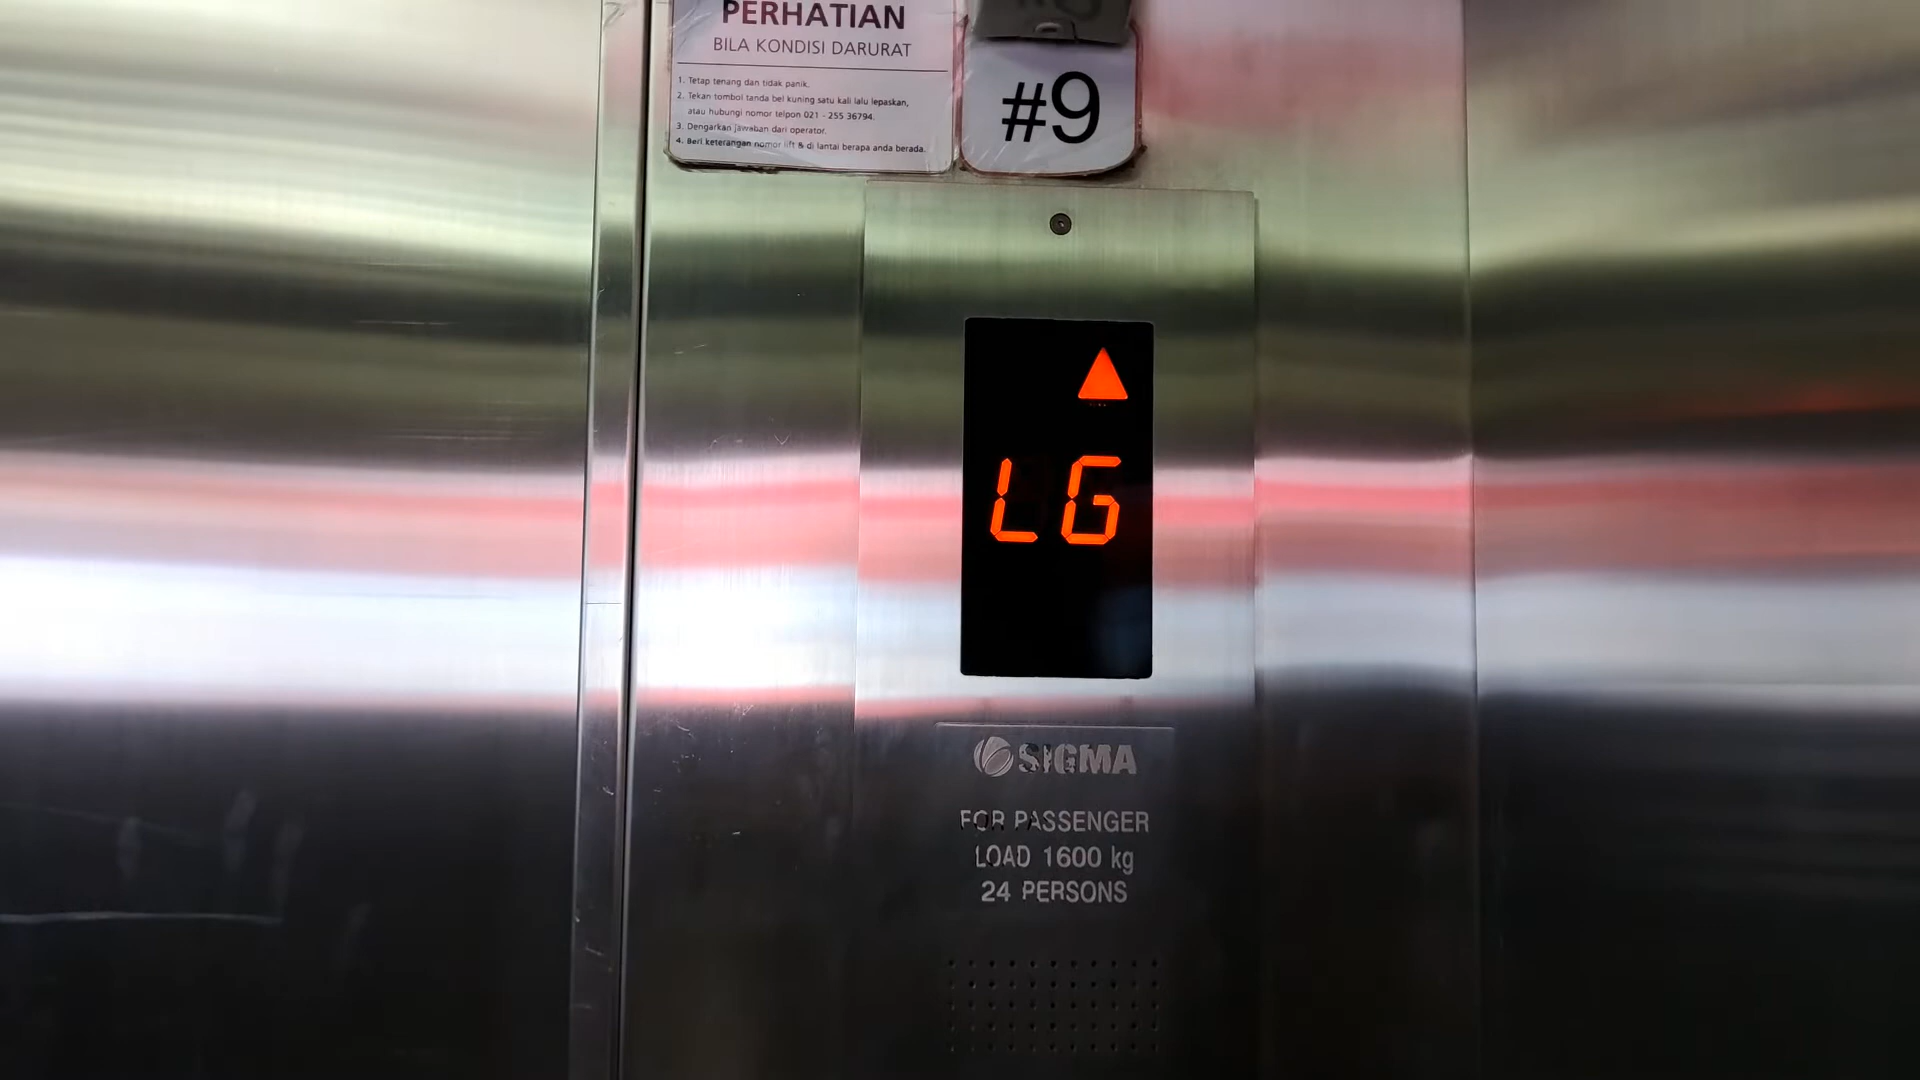 PERHATIAN
BILA KONDISI DARURAT
1. Tetap tenang dan tidak panik.
2. Tekan tombol tanda bel kuning satu kali lalu lepaskan,
atau hubungi nomor telpon 021 - 255 36794.
3. Dengarkan jawaban dari operator.
4. Beri keterangan nomor lift & di lantai berapa anda berada.
#9
LG
SIGMA
FOR PASSENGER
LOAD 1600 kg
24 PERSONS